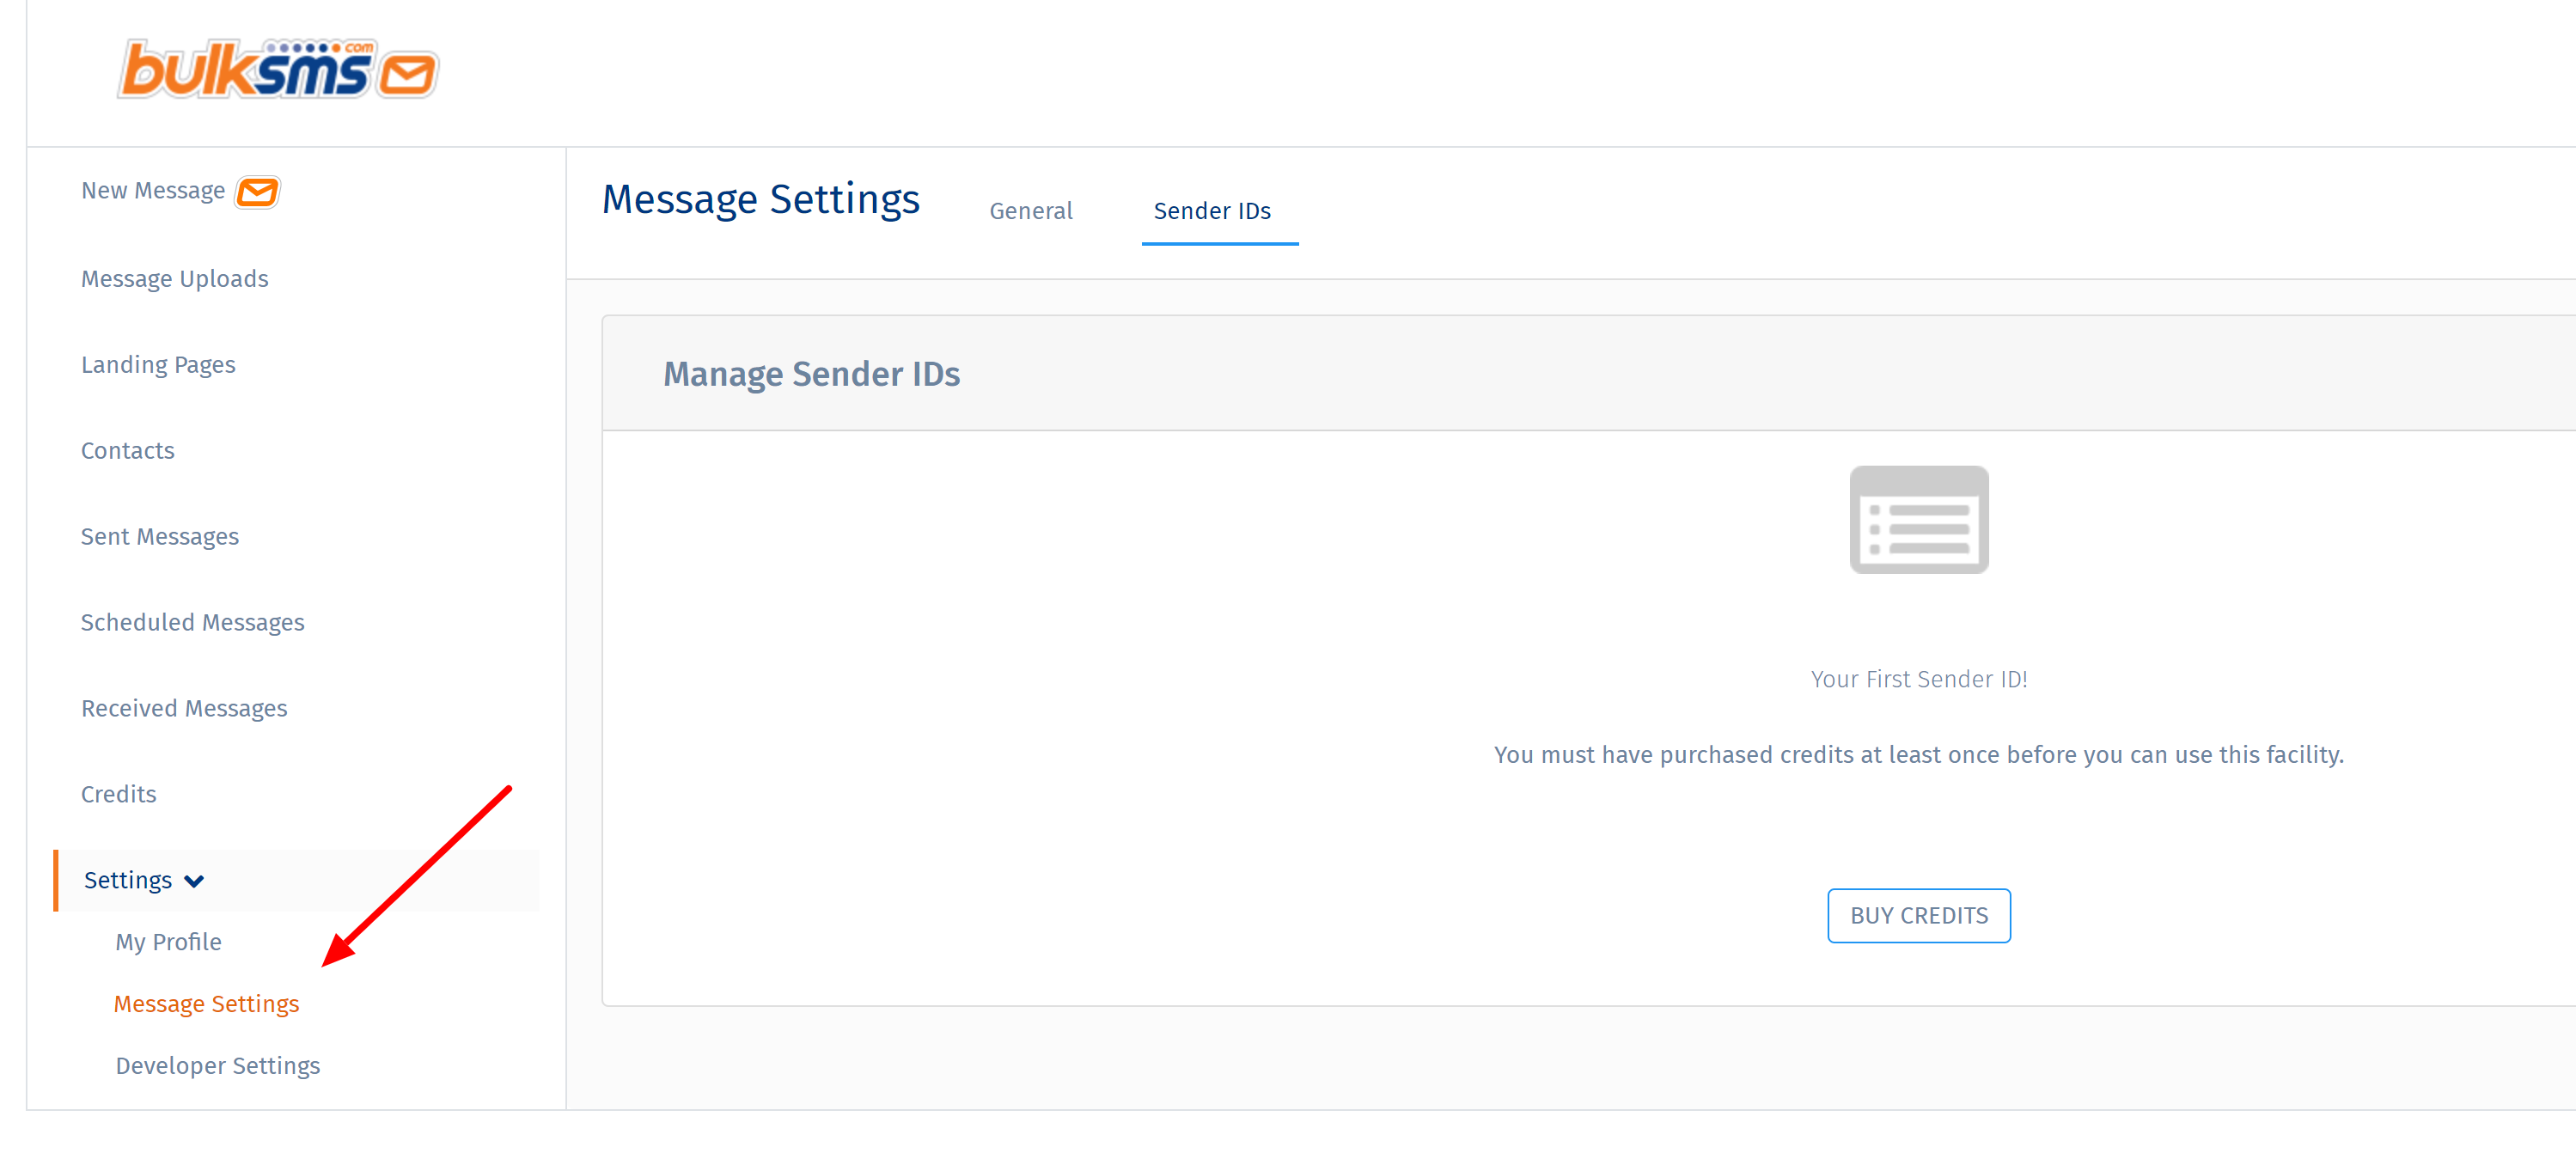 bulksms.com
New Message
Message Uploads
Landing Pages
Contacts
Sent Messages
Scheduled Messages
Received Messages
Credits
Settings
My Profile
Message Settings
Developer Settings
Message Settings
General
Sender IDs
Manage Sender IDs
Your First Sender ID!
You must have purchased credits at least once before you can use this facility.
BUY CREDITS